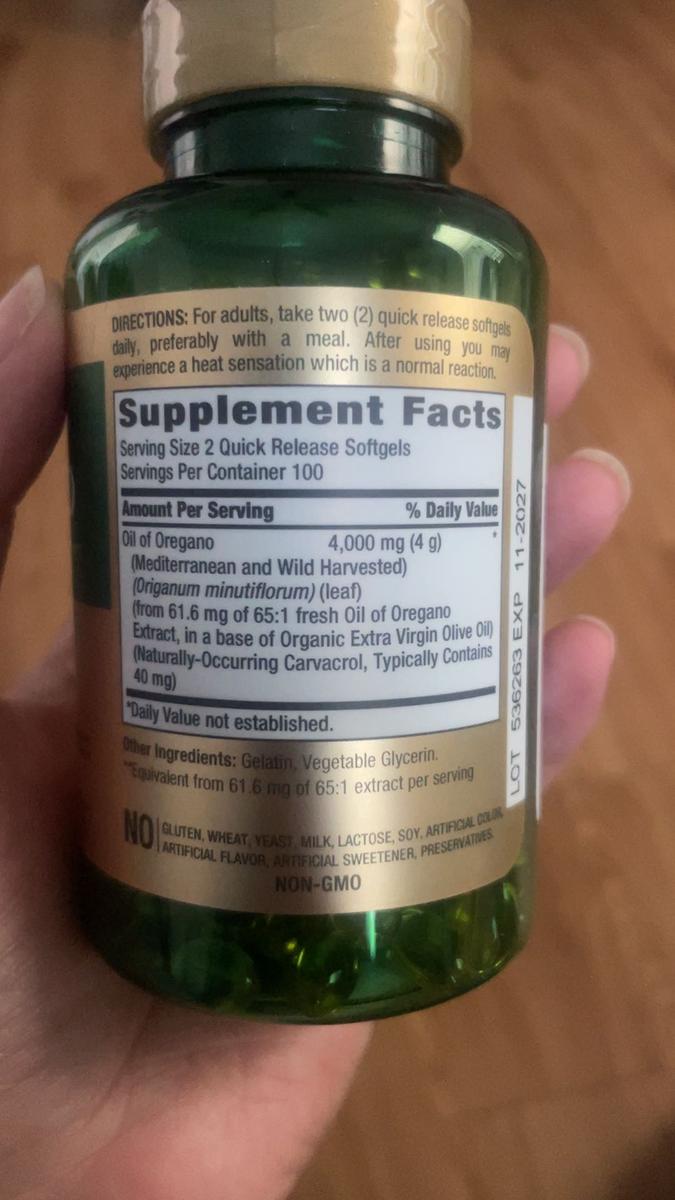 DIRECTIONS: For adults, take two (2) quick release softgels
daily, preferably with a meal. After using you may
experience a heat sensation which is a normal reaction.
Supplement Facts
Serving Size 2 Quick Release Softgels
Servings Per Container 100
Amount Per Serving % Daily Value
Oil of Oregano 4,000 mg (4 g) *
(Mediterranean and Wild Harvested)
(Origanum minutiflorum) (leaf)
(from 61.6 mg of 65:1 fresh Oil of Oregano
Extract, in a base of Organic Extra Virgin Olive Oil)
(Naturally-Occurring Carvacrol, Typically Contains
40 mg)
*Daily Value not established.
Other Ingredients: Gelatin, Vegetable Glycerin.
**Equivalent from 61.6 mg of 65:1 extract per serving
NO GLUTEN, WHEAT, YEAST, MILK, LACTOSE, SOY, ARTIFICIAL COLOR,
ARTIFICIAL FLAVOR, ARTIFICIAL SWEETENER, PRESERVATIVES.
NON-GMO
LOT 536263 EXP 11-2027